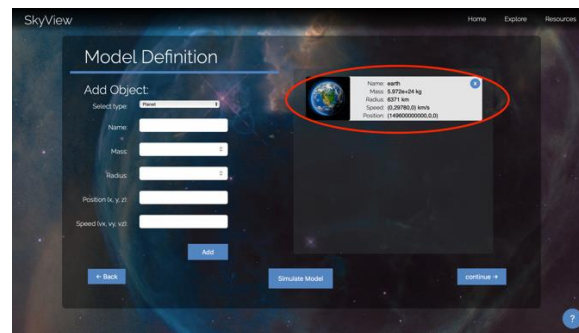 SkyView
Home Explore Resources
Model Definition
Add Object:
Select type: Planet
Name:
Mass:
Radius:
Position (x, y, z):
Speed (vx, vy, vz):
Add
Name: earth
Mass: 5.972e+24 kg
Radius: 6371 km
Speed: (0,29780,0) km/s
Position: (149600000000,0,0)
← Back
Simulate Model
continue →
?